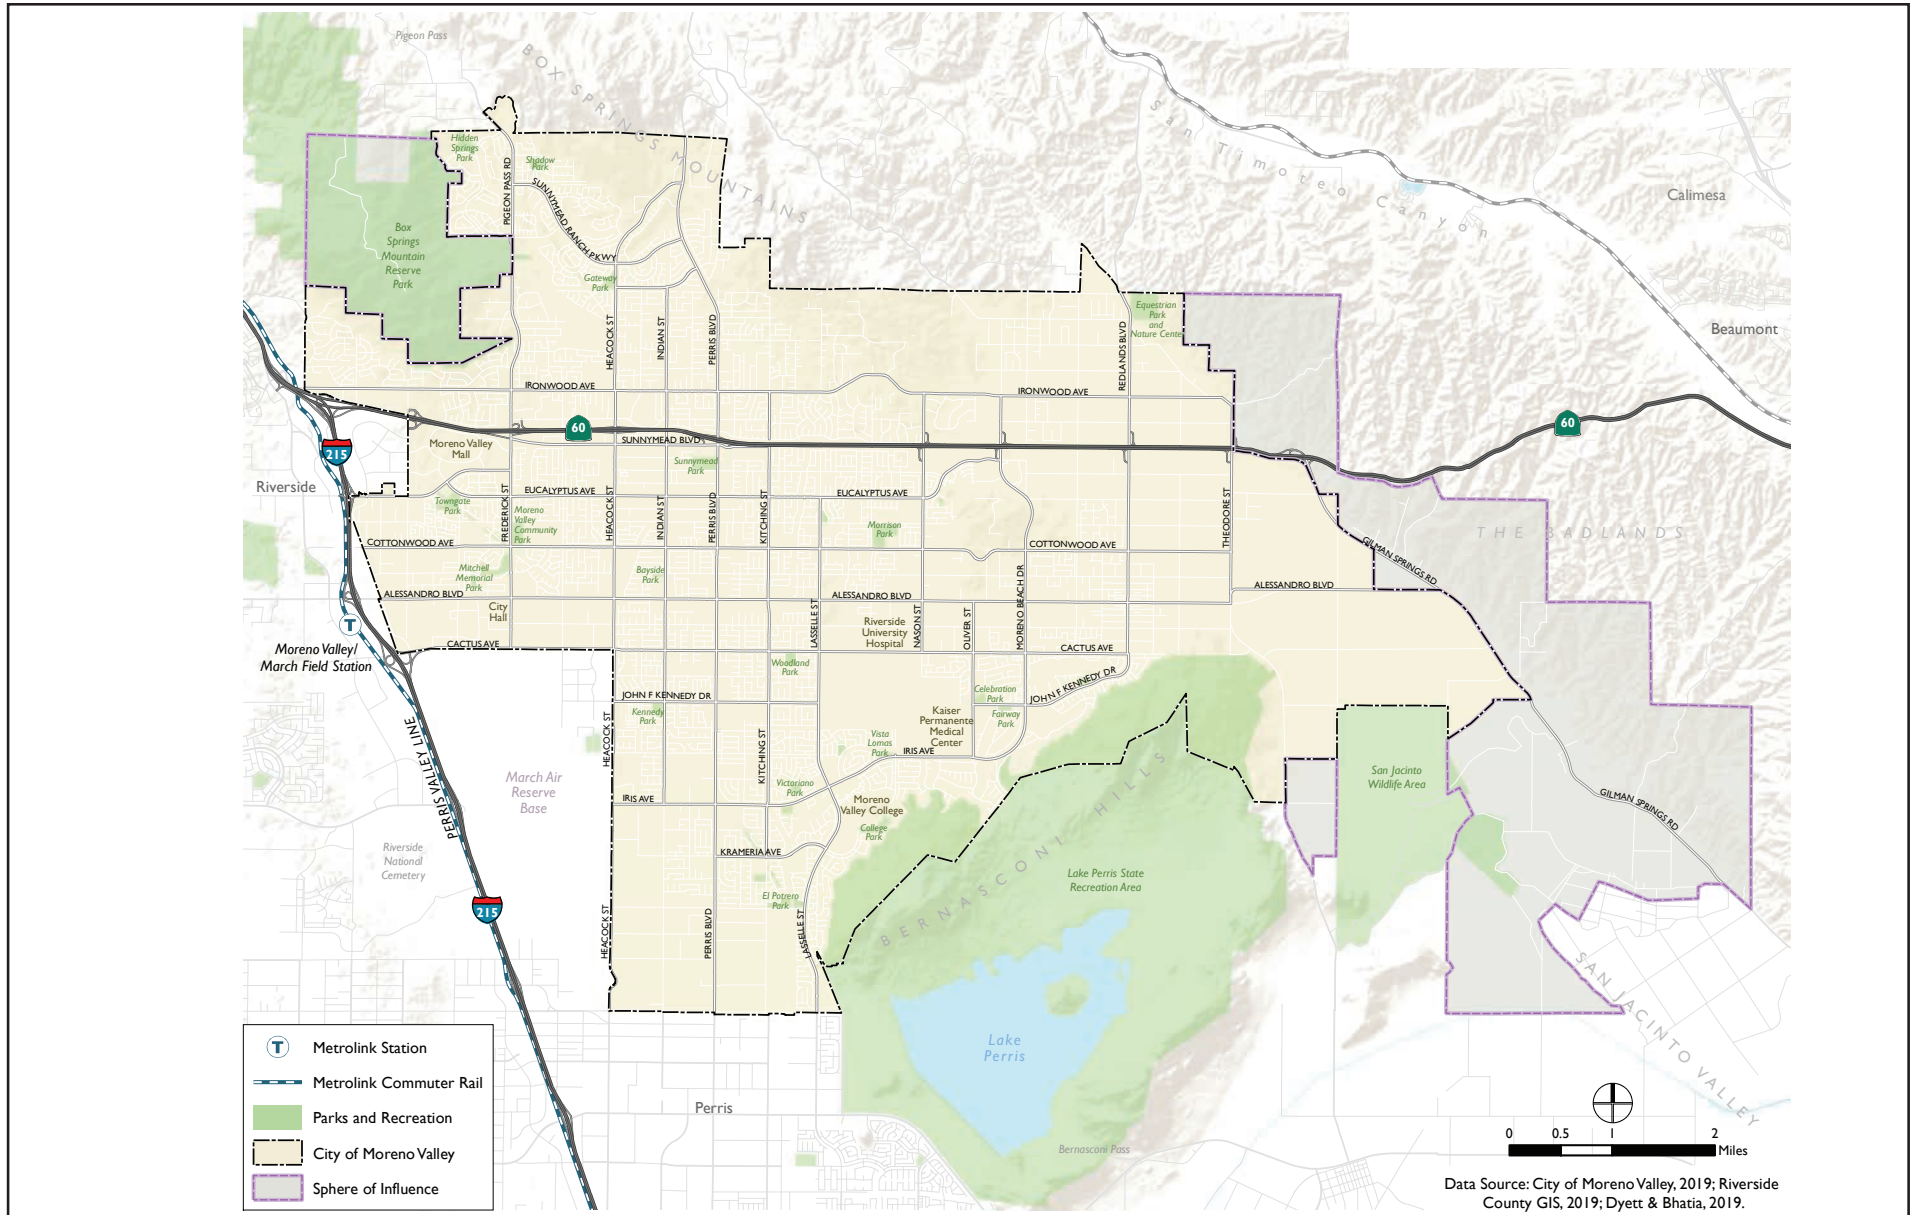 Pigeon Pass
BOX SPRINGS MOUNTAINS
San Timoteo Canyon
Calimesa
Beaumont
Hidden
Springs
Park
Shadow
Park
PIGEON PASS RD
SUNNYMEAD RANCH PKWY
Box
Springs
Mountain
Reserve
Park
Gateway
Park
HEACOCK ST
INDIAN ST
PERRIS BLVD
REDLANDS BLVD
Equestrian
Park
and
Nature Center
IRONWOOD AVE
IRONWOOD AVE
60
60
215
Moreno Valley
Mall
SUNNYMEAD BLVD
Sunnymead
Park
Riverside
EUCALYPTUS AVE
EUCALYPTUS AVE
Towngate
Park
FREDERICK ST
Moreno
Valley
Community
Park
HEACOCK ST
INDIAN ST
PERRIS BLVD
KITCHING ST
Morrison
Park
THEODORE ST
THE BADLANDS
COTTONWOOD AVE
COTTONWOOD AVE
GILMAN SPRINGS RD
Mitchell
Memorial
Park
Bayside
Park
ALESSANDRO BLVD
ALESSANDRO BLVD
ALESSANDRO BLVD
City
Hall
LASSELLE ST
Riverside
University
Hospital
NASON ST
OLIVER ST
MORENO BEACH DR
T
Moreno Valley/
March Field Station
CACTUS AVE
CACTUS AVE
Woodland
Park
JOHN F KENNEDY DR
JOHN F KENNEDY DR
Celebration
Park
Kennedy
Park
Kaiser
Permanente
Medical
Center
Fairway
Park
HEACOCK ST
KITCHING ST
Vista
Lomas
Park
IRIS AVE
PERRIS VALLEY LINE
March Air
Reserve
Base
IRIS AVE
Victoriano
Park
Moreno
Valley College
College
Park
San Jacinto
Wildlife Area
GILMAN SPRINGS RD
Riverside
National
Cemetery
KRAMERIA AVE
BERNASCONI HILLS
Lake Perris State
Recreation Area
El Potrero
Park
215
HEACOCK ST
PERRIS BLVD
LASSELLE ST
SAN JACINTO VALLEY
Lake
Perris
Perris
Bernasconi Pass
T
Metrolink Station
Metrolink Commuter Rail
Parks and Recreation
City of Moreno Valley
Sphere of Influence
0 0.5 1 2
Miles
Data Source: City of Moreno Valley, 2019; Riverside
County GIS, 2019; Dyett & Bhatia, 2019.